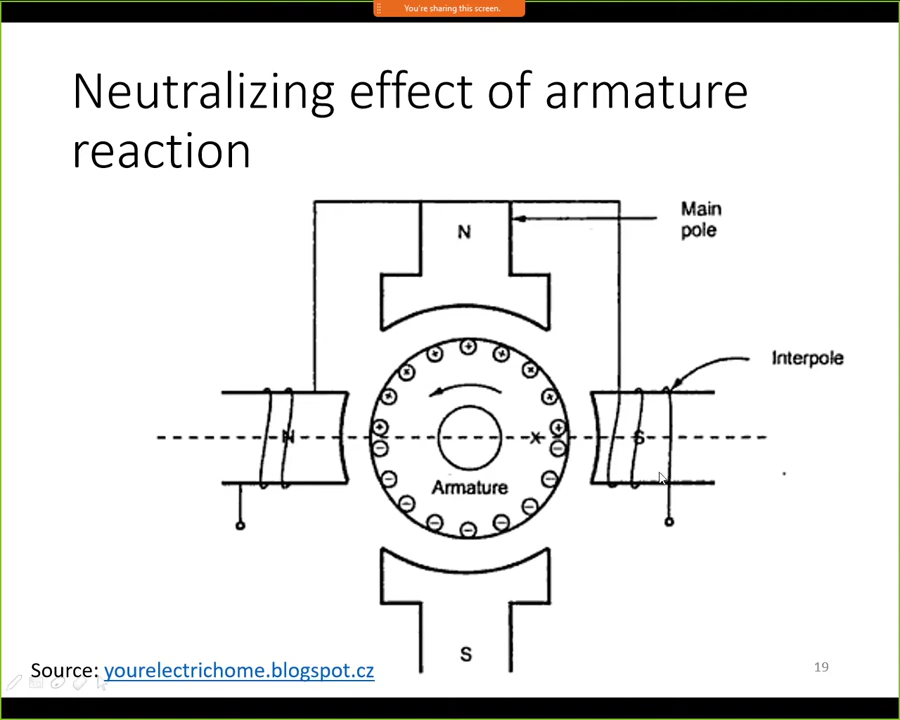 You're sharing this screen.
Neutralizing effect of armature
reaction
N
Main
pole
Interpole
N
X
S
Armature
S
Source: yourelectrichome.blogspot.cz
19